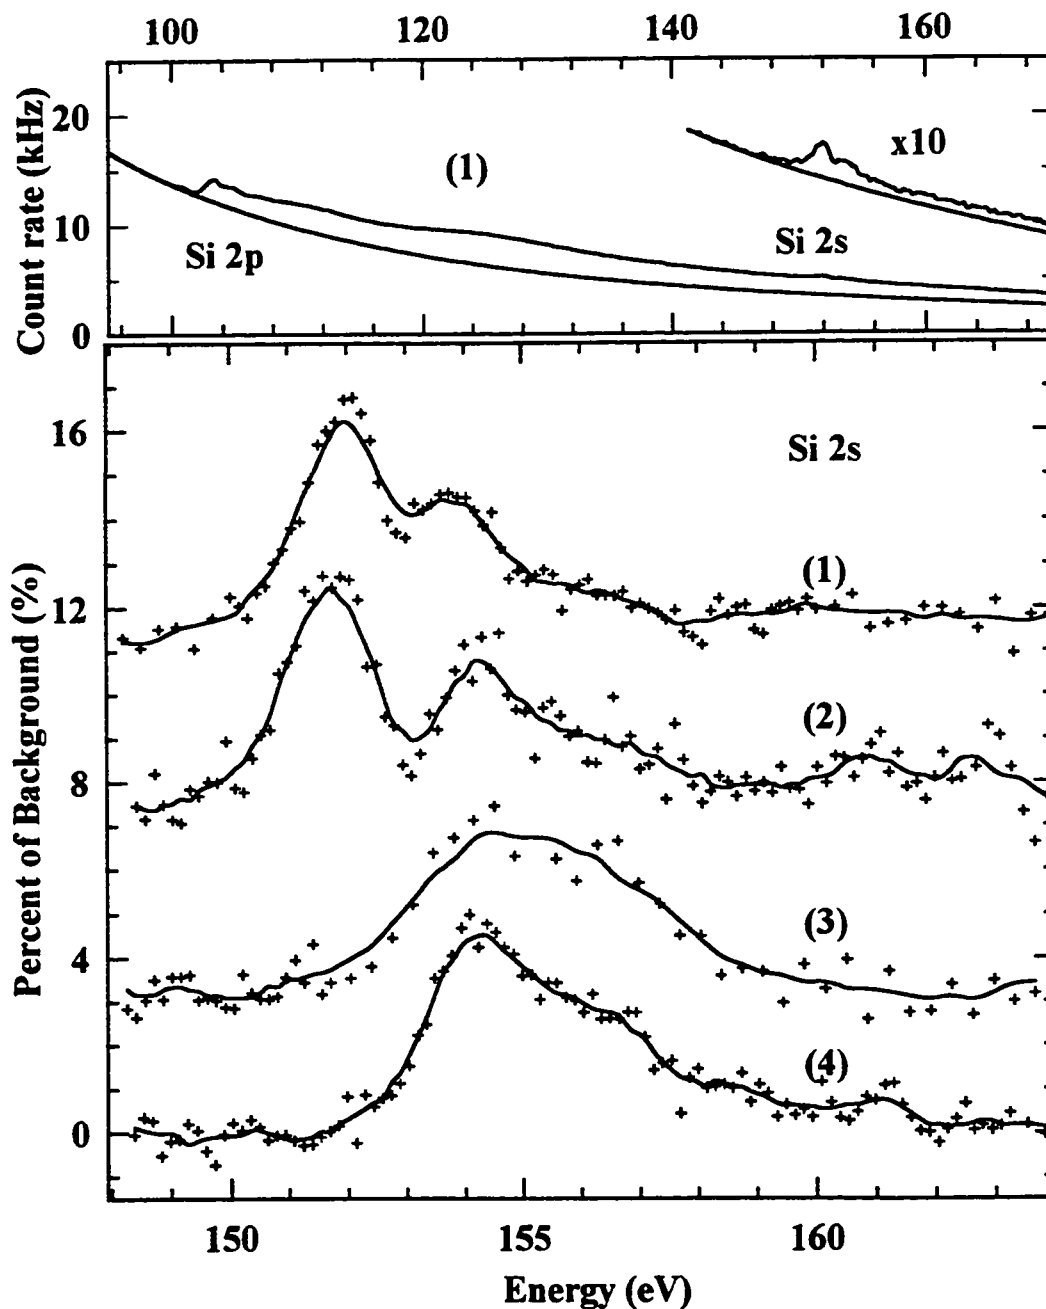 100 120 140 160
Count rate (kHz)
20
10
0
(1)
x10
Si 2p
Si 2s
Percent of Background (%)
16
12
8
4
0
Si 2s
(1)
(2)
(3)
(4)
150 155 160
Energy (eV)